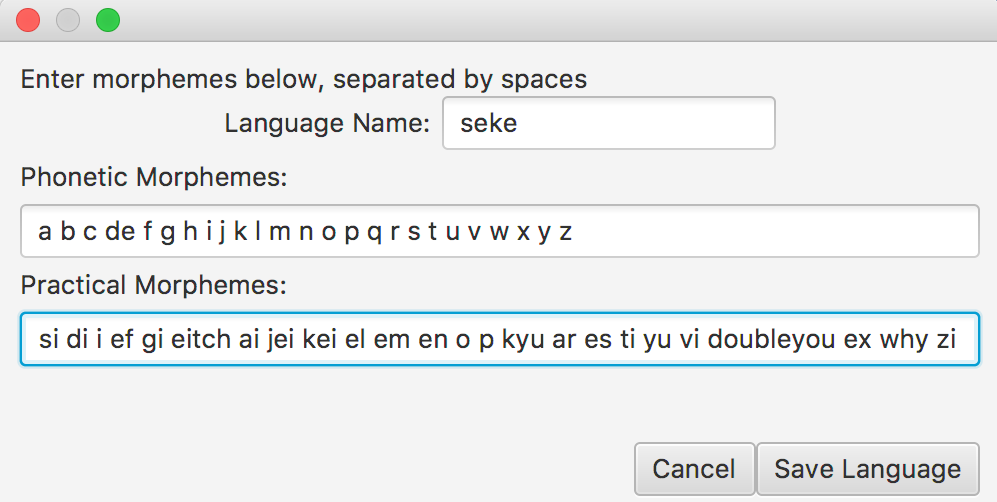 Enter morphemes below, separated by spaces
Language Name: seke
Phonetic Morphemes:
a b c de f g h i j k l m n o p q r s t u v w x y z
Practical Morphemes:
si di i ef gi eitch ai jei kei el em en o p kyu ar es ti yu vi doubleyou ex why zi
Cancel Save Language